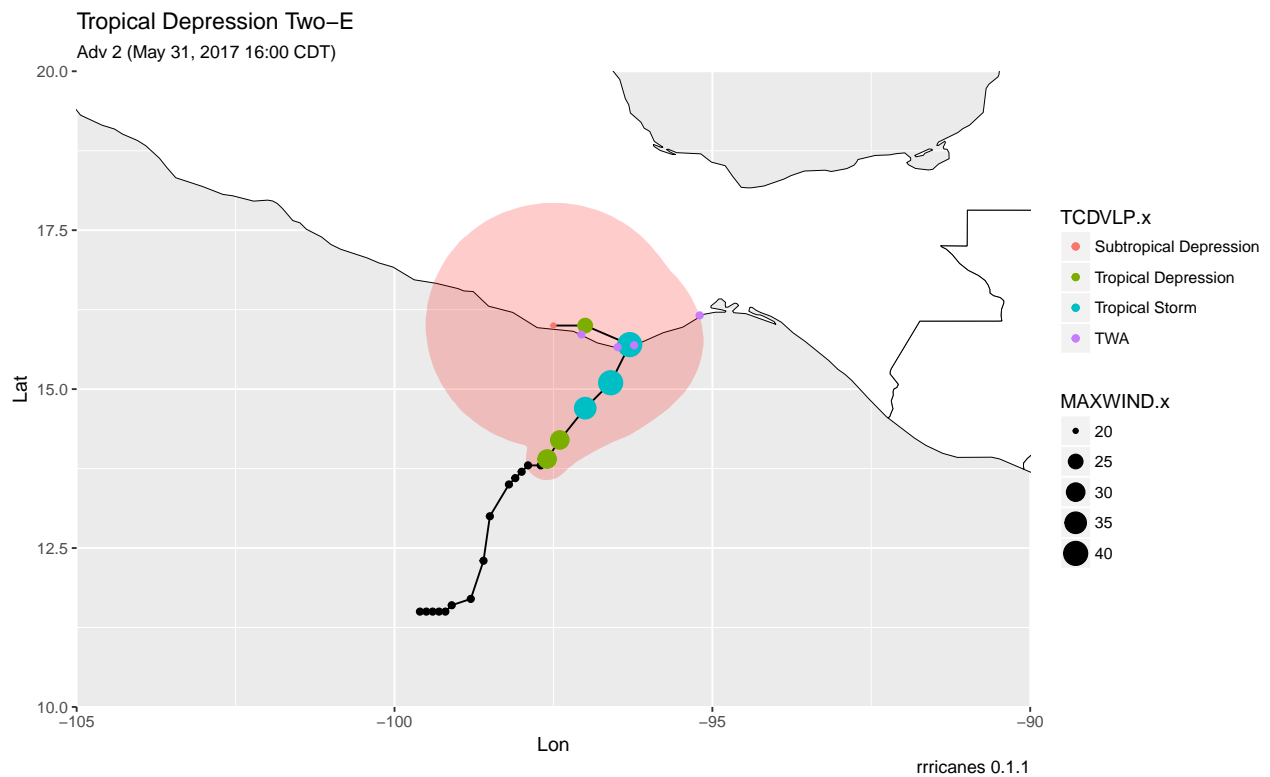 Tropical Depression Two−E
Adv 2 (May 31, 2017 16:00 CDT)
20.0
17.5
15.0
12.5
10.0
Lat
−105
−100
−95
−90
Lon
TCDVLP.x
Subtropical Depression
Tropical Depression
Tropical Storm
TWA
MAXWIND.x
20
25
30
35
40
rrricanes 0.1.1